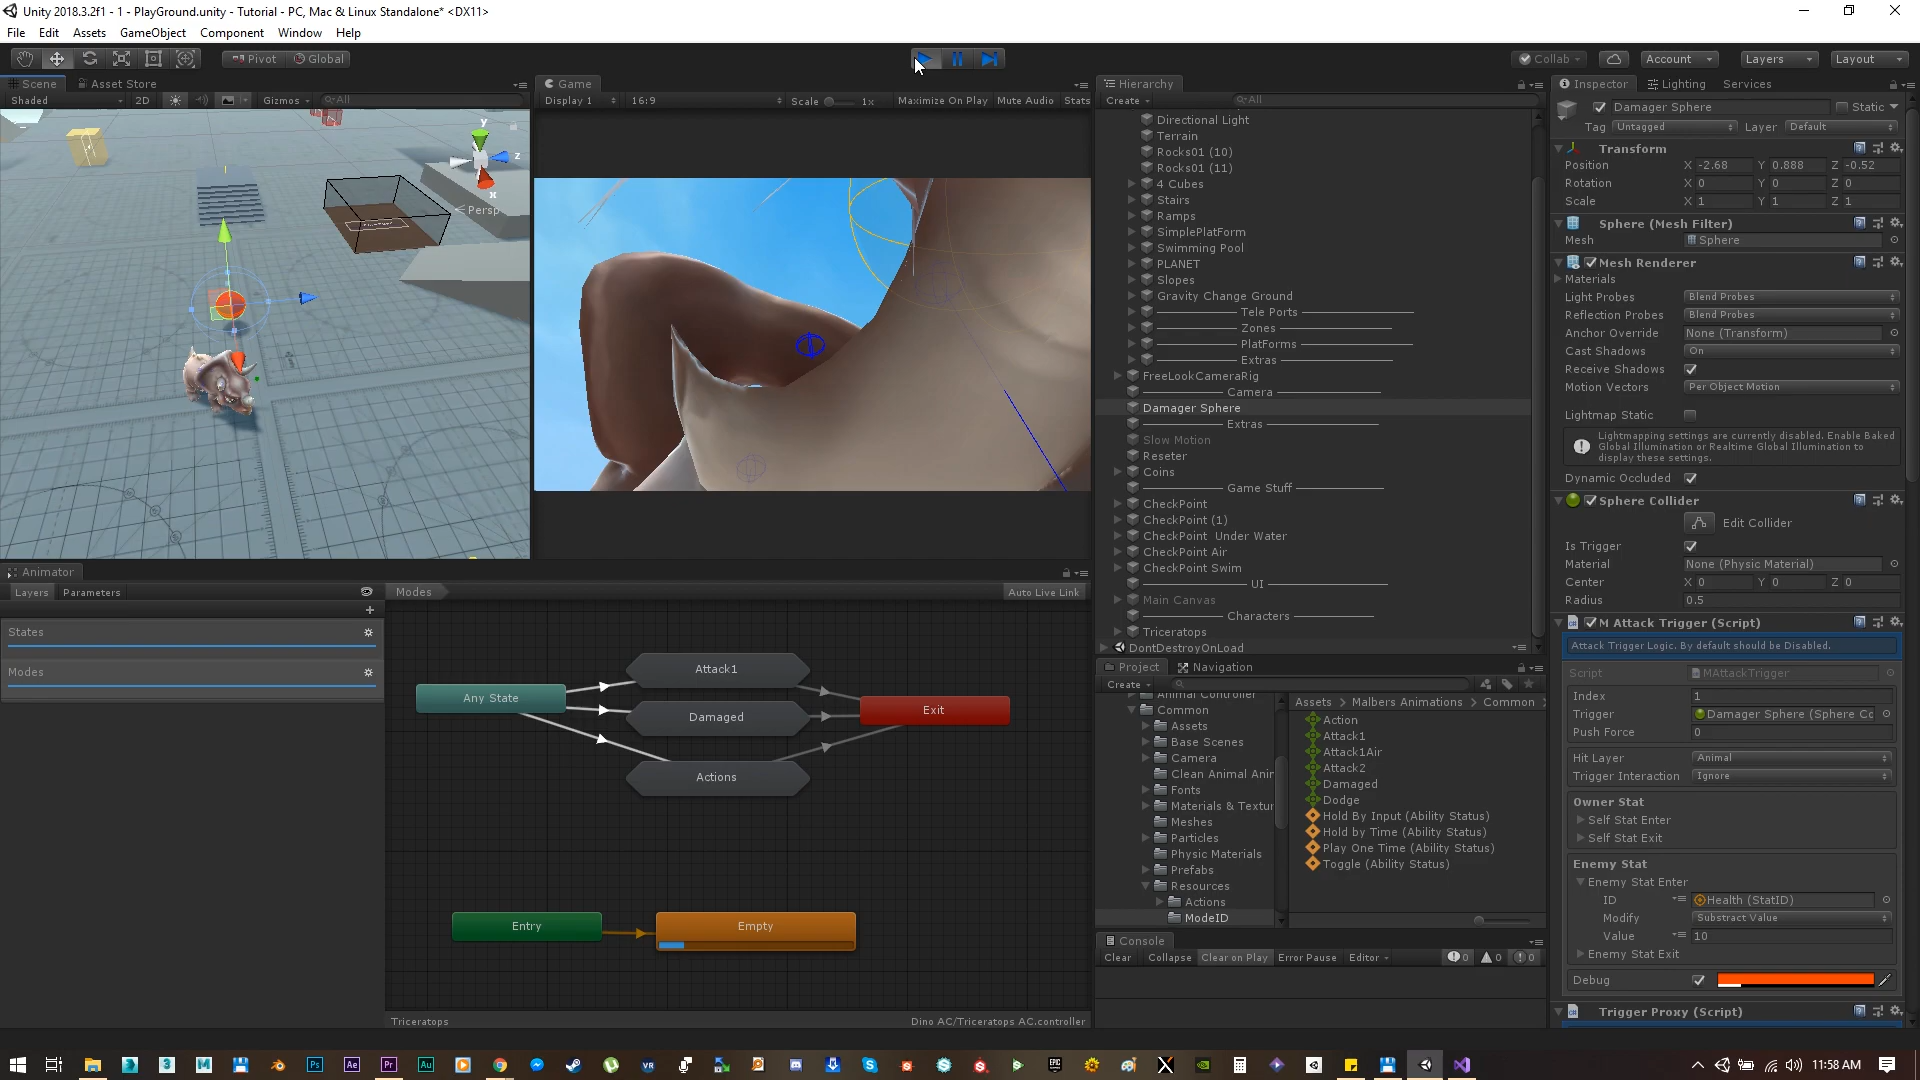 Unity 2018.3.2f1 - 1 - PlayGround.unity - Tutorial - PC, Mac & Linux Standalone* <DX11>
File Edit Assets GameObject Component Window Help
Pivot Global
Collab Account Layers Layout
Scene Asset Store
Shaded 2D Gizmos All
y
z
x
Persp
Game
Display 1 16:9 Scale 1x Maximize On Play Mute Audio Stats
Hierarchy
Create All
Directional Light
Terrain
Rocks01 (10)
Rocks01 (11)
4 Cubes
Stairs
Ramps
SimplePlatForm
Swimming Pool
PLANET
Slopes
Gravity Change Ground
Tele Ports
Zones
PlatForms
Extras
FreeLookCameraRig
Camera
Damager Sphere
Extras
Slow Motion
Reseter
Coins
Game Stuff
CheckPoint
CheckPoint (1)
CheckPoint Under Water
CheckPoint Air
CheckPoint Swim
UI
Main Canvas
Characters
Triceratops
DontDestroyOnLoad
Inspector Lighting Services
Damager Sphere Static
Tag Untagged Layer Default
Transform
Position X -2.68 Y 0.888 Z -0.52
Rotation X 0 Y 0 Z 0
Scale X 1 Y 1 Z 1
Sphere (Mesh Filter)
Mesh Sphere
Mesh Renderer
Materials
Light Probes Blend Probes
Reflection Probes Blend Probes
Anchor Override None (Transform)
Cast Shadows On
Receive Shadows
Motion Vectors Per Object Motion
Lightmap Static
Lightmapping settings are currently disabled. Enable Baked
Global Illumination or Realtime Global Illumination to
display these settings.
Dynamic Occluded
Sphere Collider
Edit Collider
Is Trigger
Material None (Physic Material)
Center X 0 Y 0 Z 0
Radius 0.5
M Attack Trigger (Script)
Attack Trigger Logic. By default should be Disabled.
Script MAttackTrigger
Index 1
Trigger Damager Sphere (Sphere Cc
Push Force 0
Hit Layer Animal
Trigger Interaction Ignore
Owner Stat
Self Stat Enter
Self Stat Exit
Enemy Stat
Enemy Stat Enter
ID Health (StatID)
Modify Substract Value
Value 10
Enemy Stat Exit
Debug
Trigger Proxy (Script)
Animator
Layers Parameters
Modes Auto Live Link
States
Modes
Any State
Attack1
Damaged
Actions
Exit
Entry
Empty
Triceratops Dino AC/Triceratops AC.controller
Project Navigation
Create
Animal Controller
Common
Assets
Base Scenes
Camera
Clean Animal Anir
Fonts
Materials & Textur
Meshes
Particles
Physic Materials
Prefabs
Resources
Actions
ModeID
Assets > Malbers Animations > Common >
Action
Attack1
Attack1Air
Attack2
Damaged
Dodge
Hold By Input (Ability Status)
Hold by Time (Ability Status)
Play One Time (Ability Status)
Toggle (Ability Status)
Console
Clear Collapse Clear on Play Error Pause Editor 0 0 0
11:58 AM